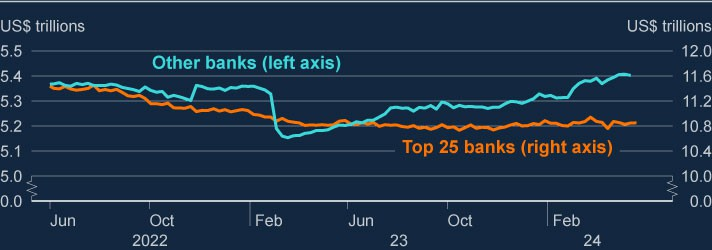 US$ trillions US$ trillions
5.5 12.0
Other banks (left axis)
5.4 11.6
5.3 11.2
5.2 10.8
Top 25 banks (right axis)
5.1 10.4
5.0 10.0
0.0 0.0
Jun Oct Feb Jun Oct Feb
2022 23 24